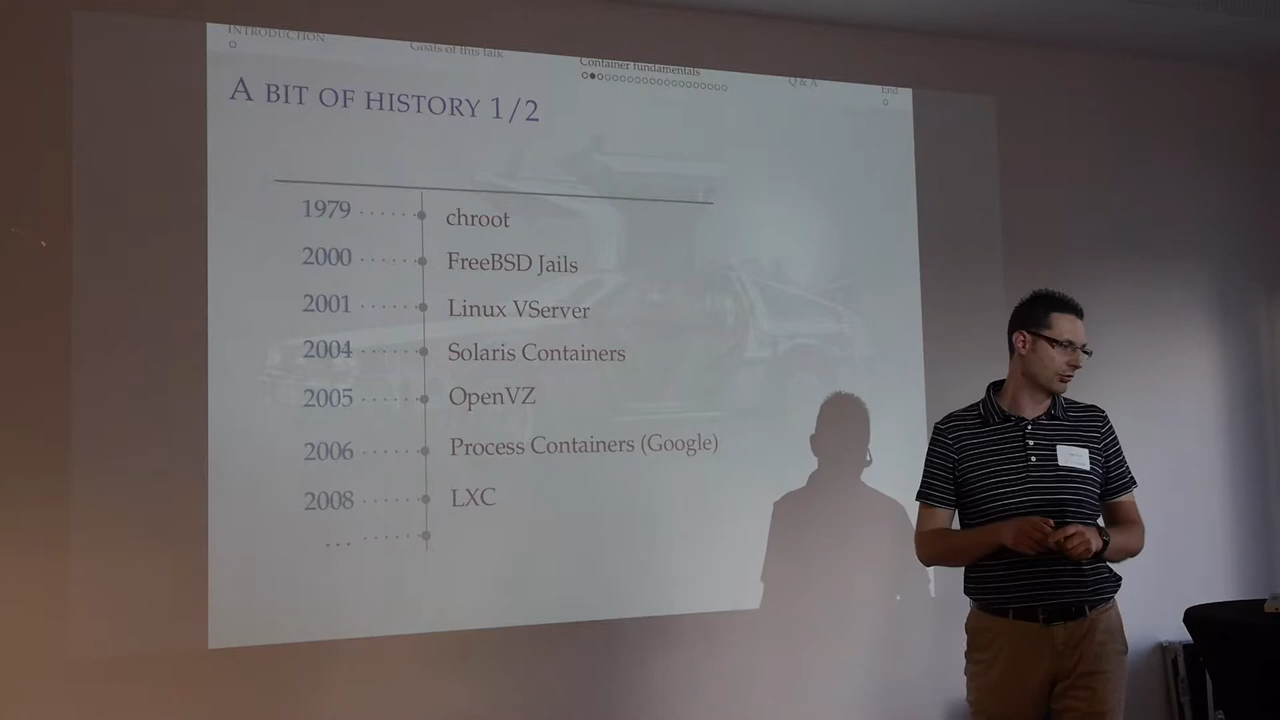 INTRODUCTION
Goals of this talk
Container fundamentals
Q & A
End
A BIT OF HISTORY 1/2
1979 ...... chroot
2000 ...... FreeBSD Jails
2001 ...... Linux VServer
2004 ...... Solaris Containers
2005 ...... OpenVZ
2006 ...... Process Containers (Google)
2008 ...... LXC
... ......